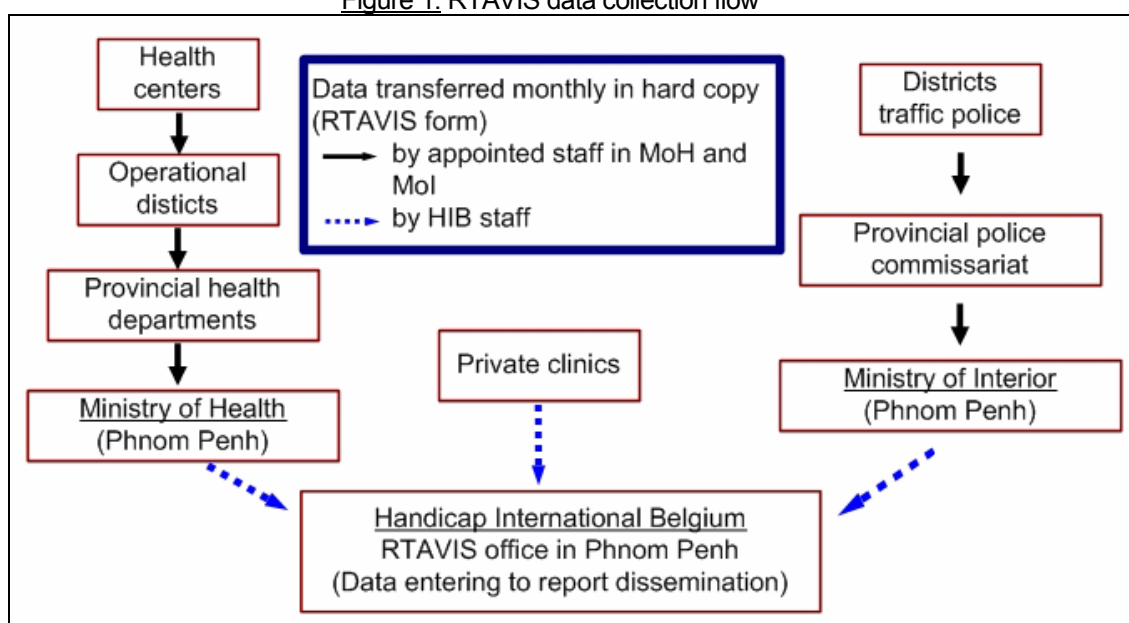 Figure 1: RTAVIS data collection flow
Health
centers
Operational
disticts
Provincial health
departments
Ministry of Health
(Phnom Penh)
Data transferred monthly in hard copy
(RTAVIS form)
by appointed staff in MoH and
MoI
by HIB staff
Private clinics
Districts
traffic police
Provincial police
commissariat
Ministry of Interior
(Phnom Penh)
Handicap International Belgium
RTAVIS office in Phnom Penh
(Data entering to report dissemination)